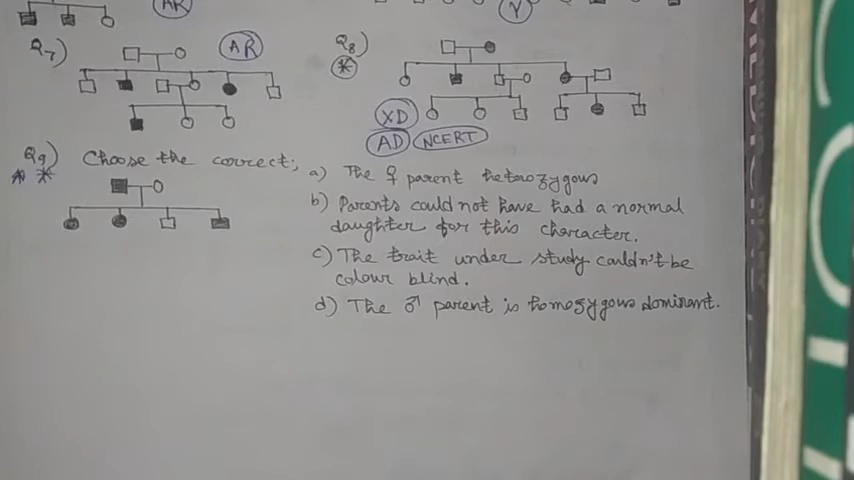 AR
Y
Q7)
AR
Q8)
*
XD
AD NCERT
Q9) Choose the correct;
a) The ♀ parent heterozygous
b) Parents could not have had a normal
daughter for this character.
c) The trait under study couldn't be
colour blind.
d) The ♂ parent is homozygous dominant.